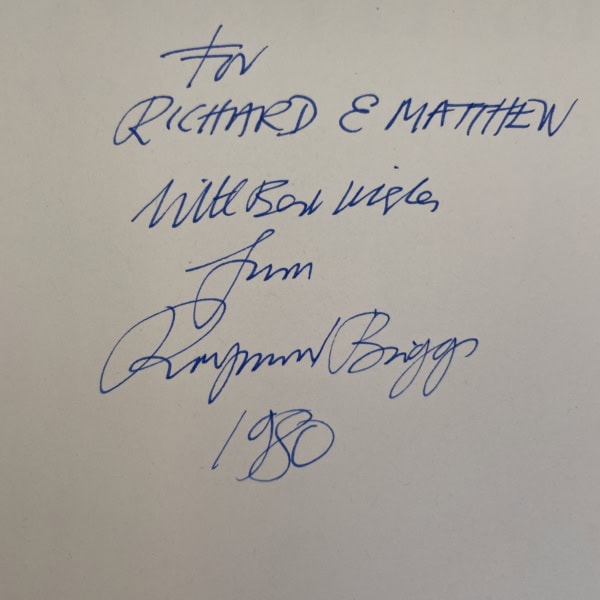 For
RICHARD & MATTHEW
With Best Wishes
from
Raymond Briggs
1980